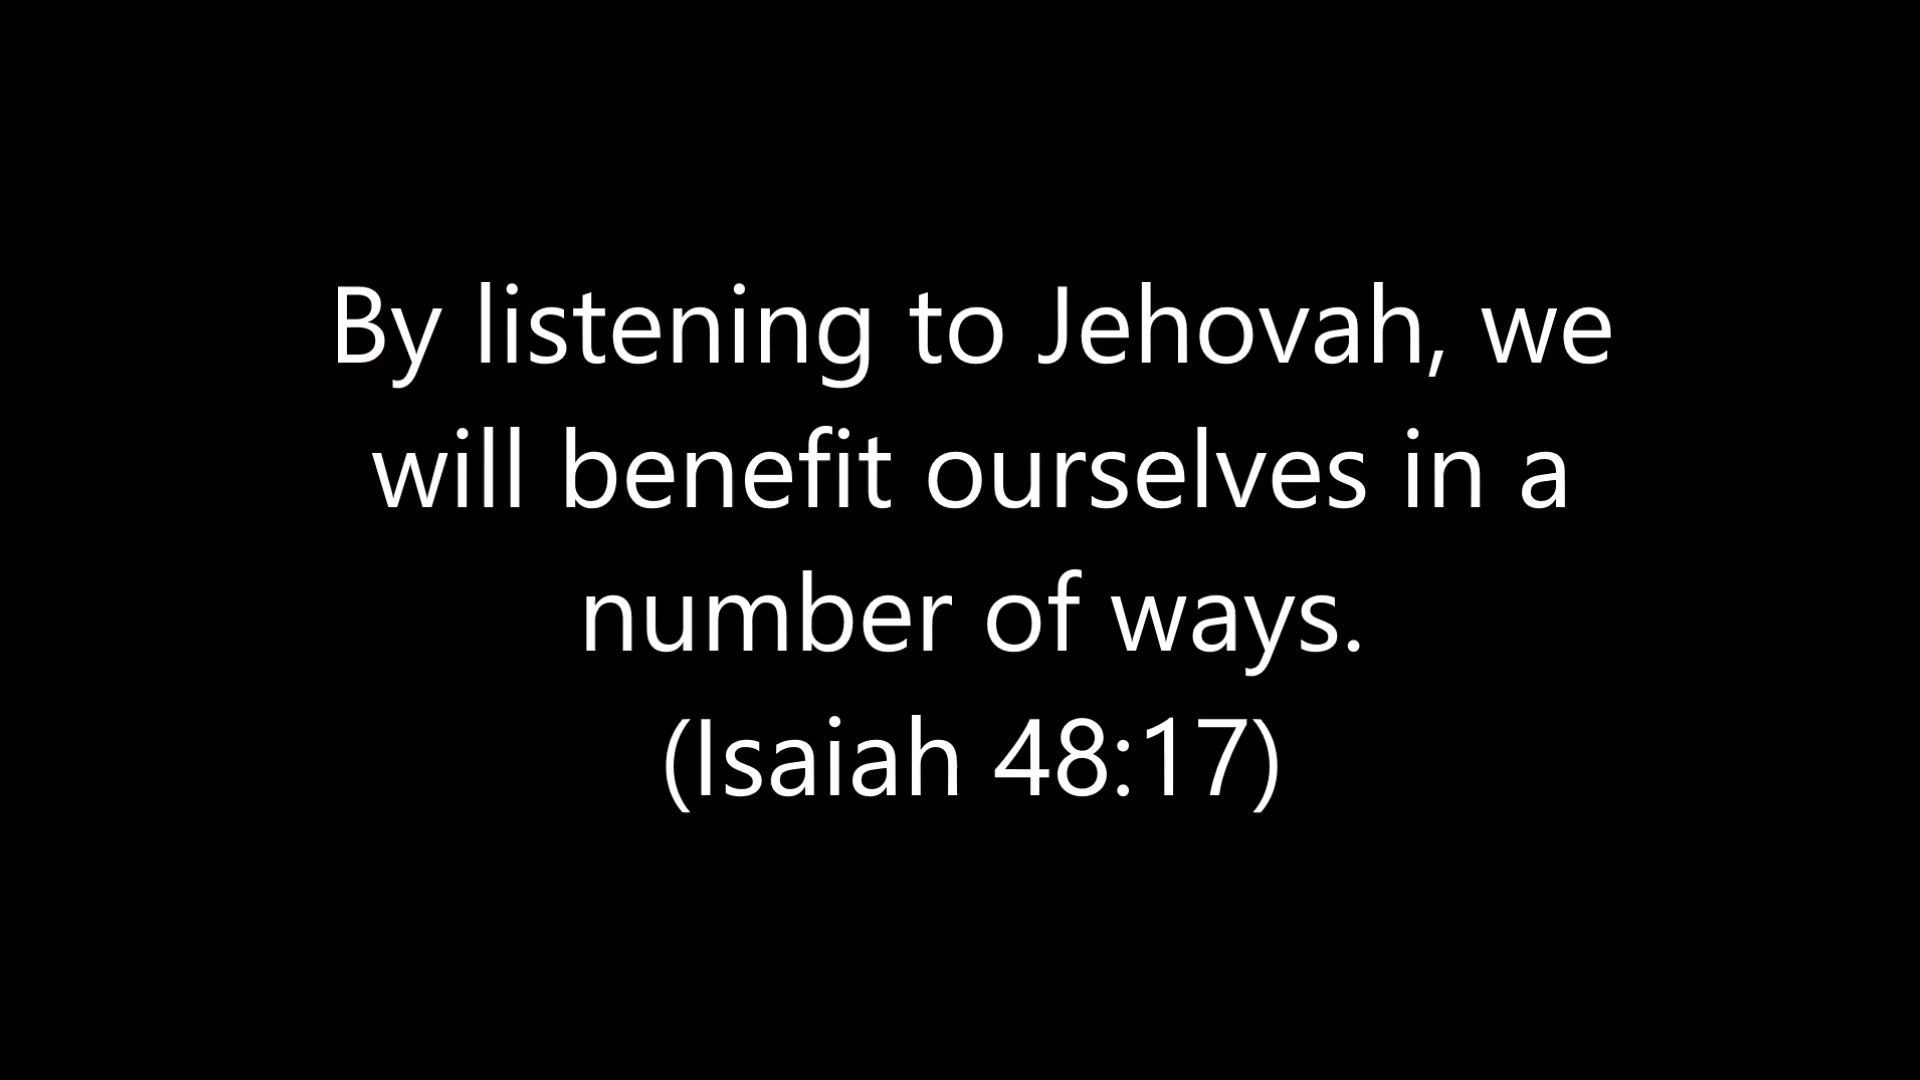 By listening to Jehovah, we
will benefit ourselves in a
number of ways.
(Isaiah 48:17)